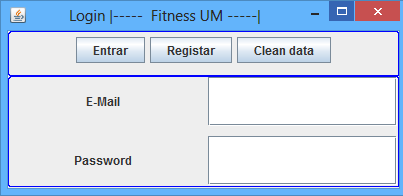 Login |-----  Fitness UM -----|
Entrar Registar Clean data
E-Mail
Password